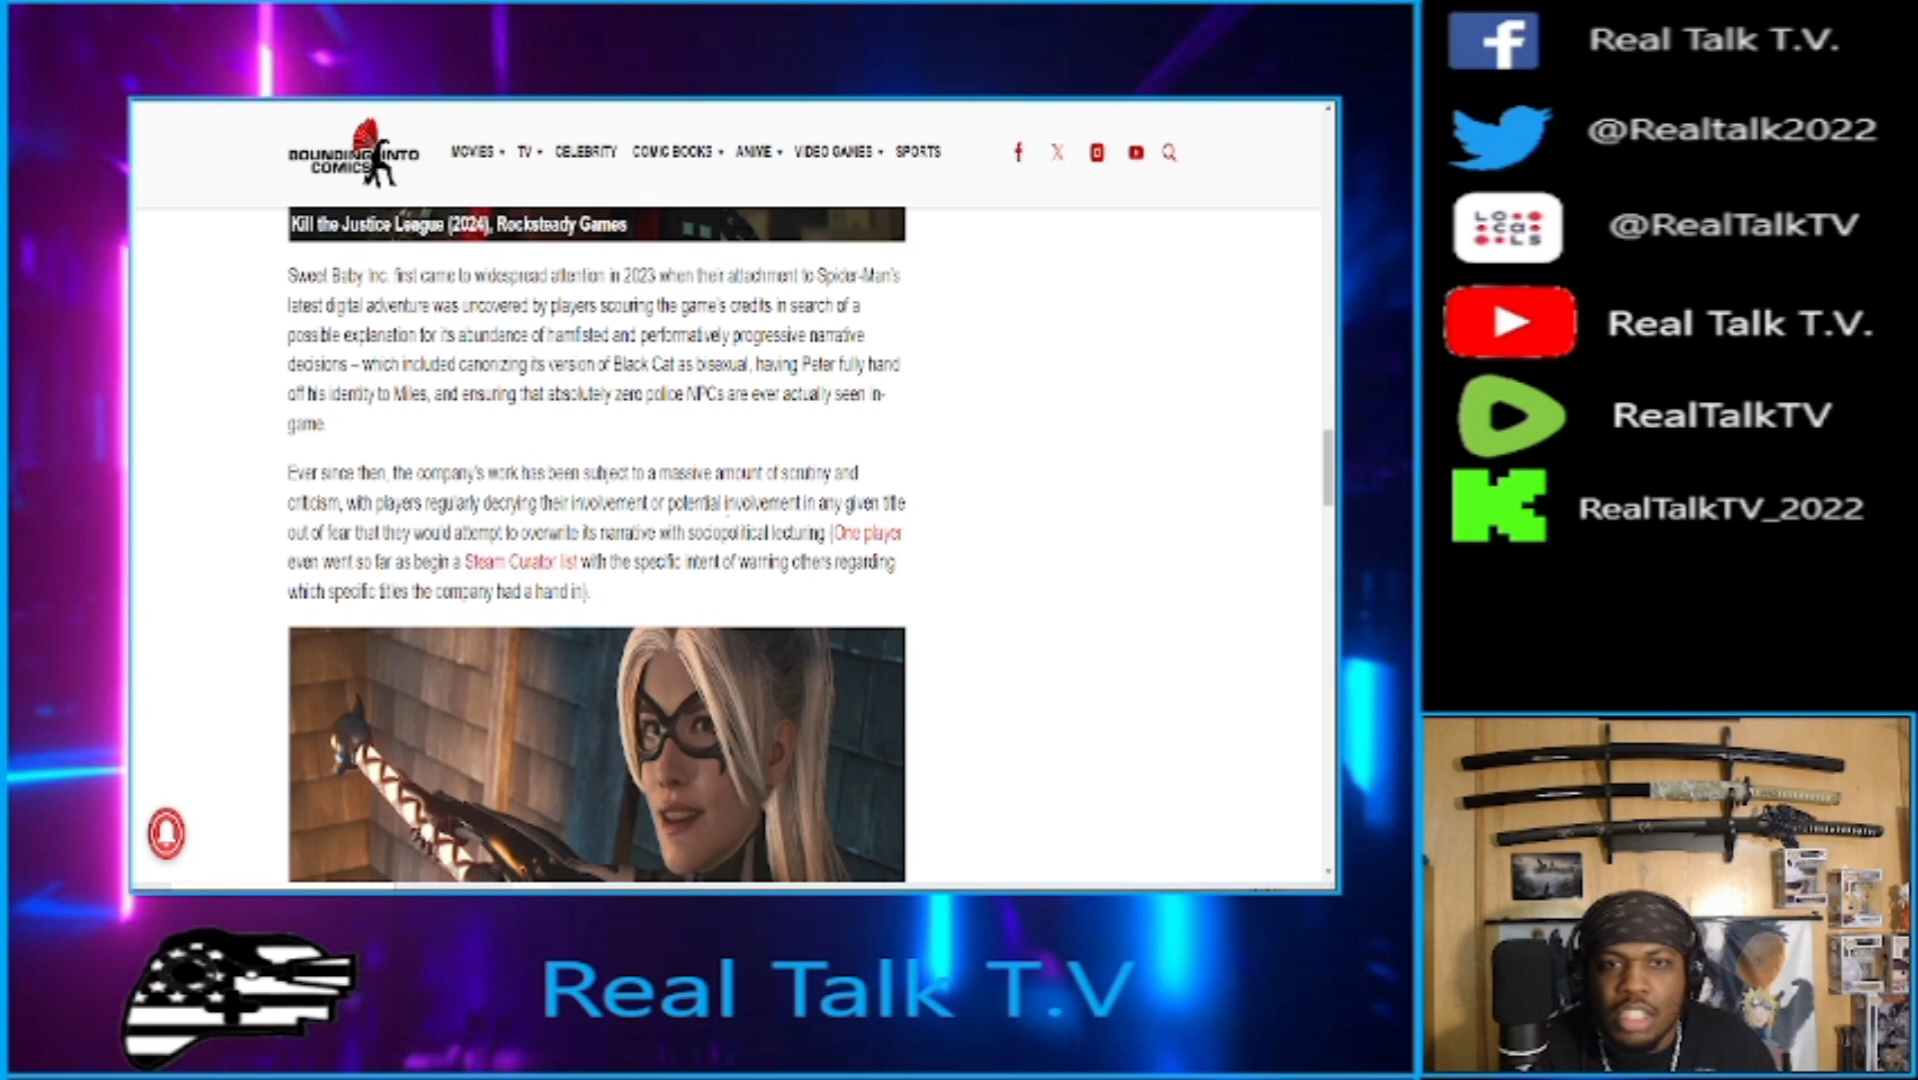 BOUNDING INTO
COMICS
MOVIES TV CELEBRITY COMIC BOOKS ANIME VIDEO GAMES SPORTS
Kill the Justice League (2024), Rocksteady Games
Sweet Baby Inc. first came to widespread attention in 2023 when their attachment to Spider-Man's
latest digital adventure was uncovered by players scouring the game's credits in search of a
possible explanation for its abundance of hamfisted and performatively progressive narrative
decisions – which included canonizing its version of Black Cat as bisexual, having Peter fully hand
off his identity to Miles, and ensuring that absolutely zero police NPCs are ever actually seen in-
game.
Ever since then, the company's work has been subject to a massive amount of scrutiny and
criticism, with players regularly decrying their involvement or potential involvement in any given title
out of fear that they would attempt to overwrite its narrative with sociopolitical lecturing (One player
even went so far as begin a Steam Curator list with the specific intent of warning others regarding
which specific titles the company had a hand in).
Real Talk T.V
Real Talk T.V.
@Realtalk2022
LOcaLS
@RealTalkTV
Real Talk T.V.
RealTalkTV
RealTalkTV_2022